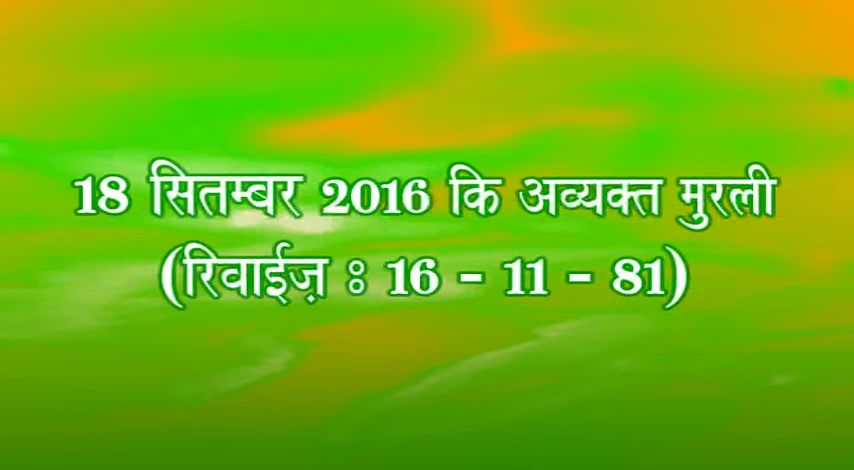 18 सितम्बर 2016 कि अव्यक्त मुरली
(रिवाईज़ : 16 - 11 - 81)